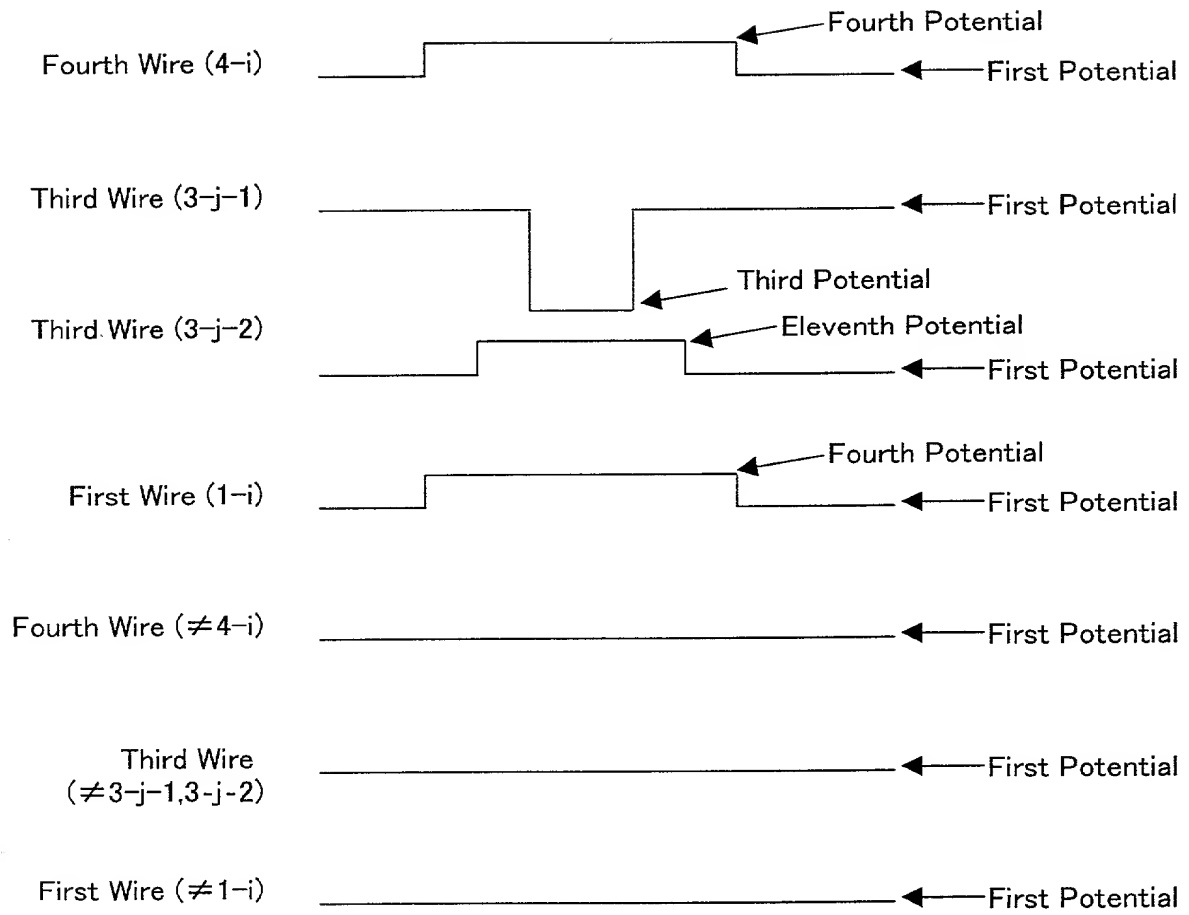 Fourth Potential
Fourth Wire (4-i)
First Potential
Third Wire (3-j-1)
First Potential
Third Potential
Third Wire (3-j-2)
Eleventh Potential
First Potential
Fourth Potential
First Wire (1-i)
First Potential
Fourth Wire (≠4-i)
First Potential
Third Wire
(≠3-j-1,3-j-2)
First Potential
First Wire (≠1-i)
First Potential